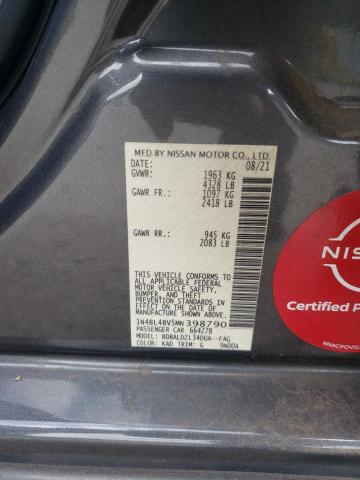 MFD BY NISSAN MOTOR CO., LTD.
DATE: 08/21
GVWR: 1963 KG
4328 LB
GAWR FR.: 1097 KG
2418 LB
GAWR RR.: 945 KG
2083 LB
THIS VEHICLE CONFORMS TO
ALL APPLICABLE FEDERAL
MOTOR VEHICLE SAFETY,
BUMPER, AND THEFT
PREVENTION STANDARDS IN
EFFECT ON THE DATE OF
MANUFACTURE SHOWN ABOVE.
1N4BL4BV5MN398790
PASSENGER CAR 664278
MODEL: BDBALDZL34DUA--FAG
COLOR: KAD TRIM: G 9N00A
NISS
Certified P